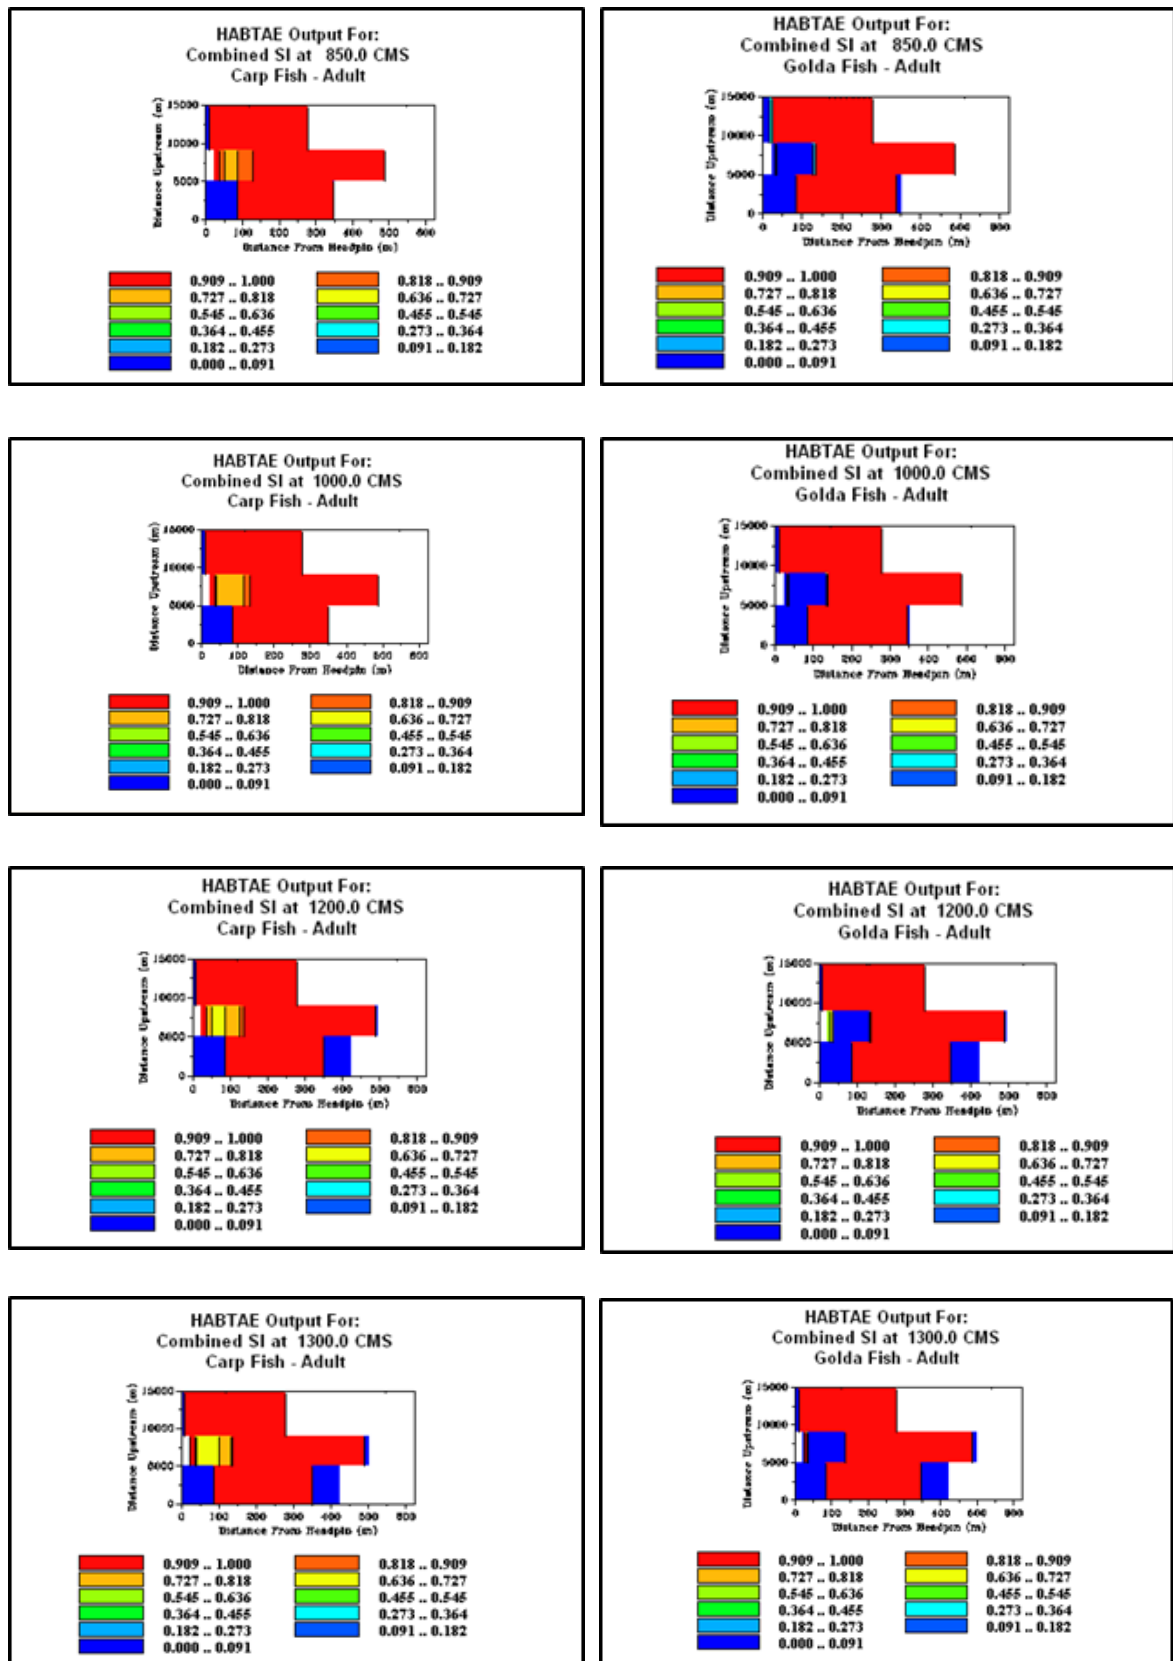 HABTAE Output For:
Combined SI at 850.0 CMS
Carp Fish - Adult
Distance Upstream (m)
15000
10000
5000
0
0 100 200 300 400 500 600
Distance From Headpin (m)
0.909 .. 1.000 0.818 .. 0.909
0.727 .. 0.818 0.636 .. 0.727
0.545 .. 0.636 0.455 .. 0.545
0.364 .. 0.455 0.273 .. 0.364
0.182 .. 0.273 0.091 .. 0.182
0.000 .. 0.091
HABTAE Output For:
Combined SI at 850.0 CMS
Golda Fish - Adult
Distance Upstream (m)
15000
10000
5000
0
0 100 200 300 400
Distance From Headpin (m)
0.909 .. 1.000 0.818 .. 0.909
0.727 .. 0.818 0.636 .. 0.727
0.545 .. 0.636 0.455 .. 0.545
0.364 .. 0.455 0.273 .. 0.364
0.182 .. 0.273 0.091 .. 0.182
0.000 .. 0.091
HABTAE Output For:
Combined SI at 1000.0 CMS
Carp Fish - Adult
Distance Upstream (m)
15000
10000
5000
0
0 100 200 300 400 500 600
Distance From Headpin (m)
0.909 .. 1.000 0.818 .. 0.909
0.727 .. 0.818 0.636 .. 0.727
0.545 .. 0.636 0.455 .. 0.545
0.364 .. 0.455 0.273 .. 0.364
0.182 .. 0.273 0.091 .. 0.182
0.000 .. 0.091
HABTAE Output For:
Combined SI at 1000.0 CMS
Golda Fish - Adult
Distance Upstream (m)
15000
10000
5000
0
0 100 200 300 400
Distance From Headpin (m)
0.909 .. 1.000 0.818 .. 0.909
0.727 .. 0.818 0.636 .. 0.727
0.545 .. 0.636 0.455 .. 0.545
0.364 .. 0.455 0.273 .. 0.364
0.182 .. 0.273 0.091 .. 0.182
0.000 .. 0.091
HABTAE Output For:
Combined SI at 1200.0 CMS
Carp Fish - Adult
Distance Upstream (m)
15000
10000
5000
0
0 100 200 300 400 500 600
Distance From Headpin (m)
0.909 .. 1.000 0.818 .. 0.909
0.727 .. 0.818 0.636 .. 0.727
0.545 .. 0.636 0.455 .. 0.545
0.364 .. 0.455 0.273 .. 0.364
0.182 .. 0.273 0.091 .. 0.182
0.000 .. 0.091
HABTAE Output For:
Combined SI at 1200.0 CMS
Golda Fish - Adult
Distance Upstream (m)
15000
10000
5000
0
0 100 200 300 400 500 600
Distance From Headpin (m)
0.909 .. 1.000 0.818 .. 0.909
0.727 .. 0.818 0.636 .. 0.727
0.545 .. 0.636 0.455 .. 0.545
0.364 .. 0.455 0.273 .. 0.364
0.182 .. 0.273 0.091 .. 0.182
0.000 .. 0.091
HABTAE Output For:
Combined SI at 1300.0 CMS
Carp Fish - Adult
Distance Upstream (m)
15000
10000
5000
0
0 100 200 300 400 500 600
Distance From Headpin (m)
0.909 .. 1.000 0.818 .. 0.909
0.727 .. 0.818 0.636 .. 0.727
0.545 .. 0.636 0.455 .. 0.545
0.364 .. 0.455 0.273 .. 0.364
0.182 .. 0.273 0.091 .. 0.182
0.000 .. 0.091
HABTAE Output For:
Combined SI at 1300.0 CMS
Golda Fish - Adult
Distance Upstream (m)
15000
10000
5000
0
0 100 200 300 400
Distance From Headpin (m)
0.909 .. 1.000 0.818 .. 0.909
0.727 .. 0.818 0.636 .. 0.727
0.545 .. 0.636 0.455 .. 0.545
0.364 .. 0.455 0.273 .. 0.364
0.182 .. 0.273 0.091 .. 0.182
0.000 .. 0.091